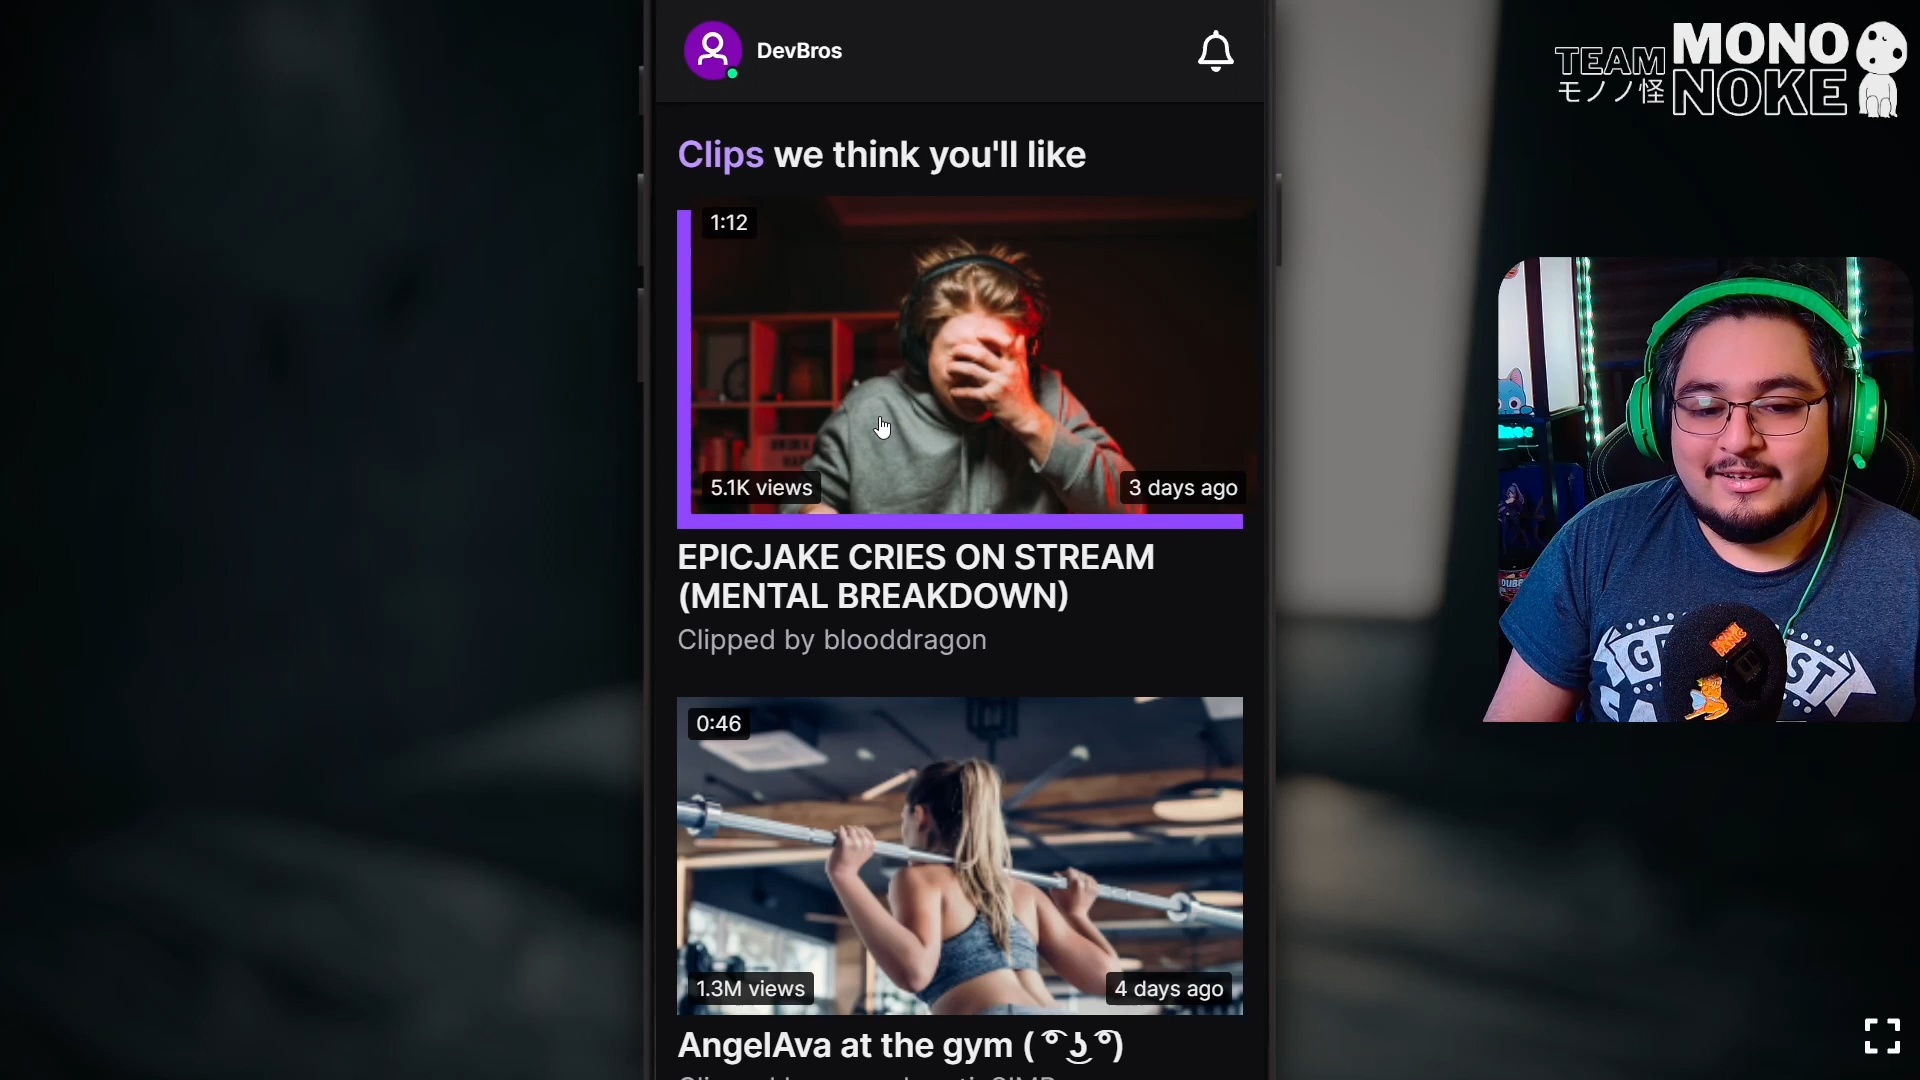 DevBros
TEAM
モノノ怪
MONO
NOKE
Clips we think you'll like
1:12
5.1K views
3 days ago
EPICJAKE CRIES ON STREAM
(MENTAL BREAKDOWN)
Clipped by blooddragon
0:46
1.3M views
4 days ago
AngelAva at the gym ( ͡° ͜ʖ ͡°)